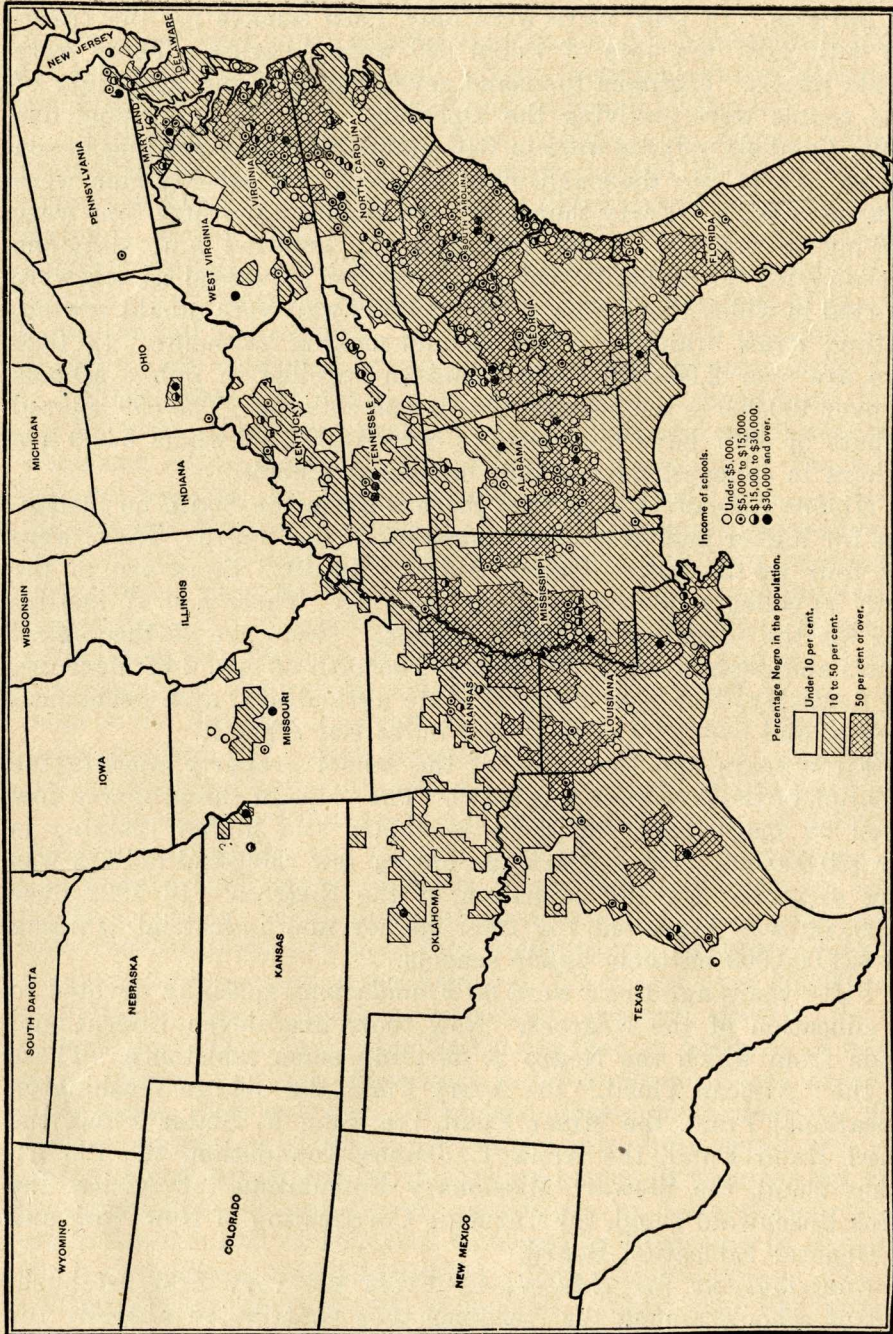 WYOMING
SOUTH DAKOTA
NEBRASKA
COLORADO
KANSAS
NEW MEXICO
TEXAS
OKLAHOMA
IOWA
MISSOURI
ARKANSAS
LOUISIANA
WISCONSIN
ILLINOIS
MICHIGAN
INDIANA
OHIO
KENTUCKY
TENNESSEE
MISSISSIPPI
ALABAMA
GEORGIA
FLORIDA
SOUTH CAROLINA
NORTH CAROLINA
VIRGINIA
WEST VIRGINIA
PENNSYLVANIA
MARYLAND
DELAWARE
NEW JERSEY
Percentage Negro in the population.
Under 10 per cent.
10 to 50 per cent.
50 per cent or over.
Income of schools.
Under $5,000.
$5,000 to $15,000.
$15,000 to $30,000.
$30,000 and over.